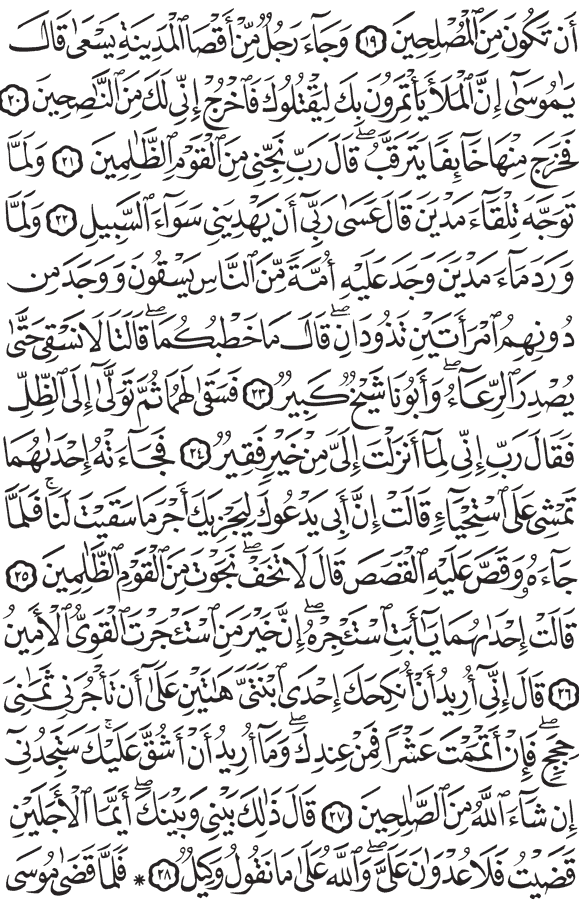 أَن تَكُونَ مِنَ ٱلْمُصْلِحِينَ ١٩ وَجَآءَ رَجُلٌ مِّنْ أَقْصَا ٱلْمَدِينَةِ يَسْعَىٰ قَالَ
يَـٰمُوسَىٰٓ إِنَّ ٱلْمَلَأَ يَأْتَمِرُونَ بِكَ لِيَقْتُلُوكَ فَٱخْرُجْ إِنِّى لَكَ مِنَ ٱلنَّـٰصِحِينَ ٢٠
فَخَرَجَ مِنْهَا خَآئِفًا يَتَرَقَّبُ ۖ قَالَ رَبِّ نَجِّنِى مِنَ ٱلْقَوْمِ ٱلظَّـٰلِمِينَ ٢١ وَلَمَّا
تَوَجَّهَ تِلْقَآءَ مَدْيَنَ قَالَ عَسَىٰ رَبِّىٓ أَن يَهْدِيَنِى سَوَآءَ ٱلسَّبِيلِ ٢٢ وَلَمَّا
وَرَدَ مَآءَ مَدْيَنَ وَجَدَ عَلَيْهِ أُمَّةً مِّنَ ٱلنَّاسِ يَسْقُونَ وَوَجَدَ مِن
دُونِهِمُ ٱمْرَأَتَيْنِ تَذُودَانِ ۖ قَالَ مَا خَطْبُكُمَا ۖ قَالَتَا لَا نَسْقِى حَتَّىٰ
يُصْدِرَ ٱلرِّعَآءُ ۖ وَأَبُونَا شَيْخٌ كَبِيرٌ ٢٣ فَسَقَىٰ لَهُمَا ثُمَّ تَوَلَّىٰٓ إِلَى ٱلظِّلِّ
فَقَالَ رَبِّ إِنِّى لِمَآ أَنزَلْتَ إِلَىَّ مِنْ خَيْرٍ فَقِيرٌ ٢٤ فَجَآءَتْهُ إِحْدَىٰهُمَا
تَمْشِى عَلَى ٱسْتِحْيَآءٍ قَالَتْ إِنَّ أَبِى يَدْعُوكَ لِيَجْزِيَكَ أَجْرَ مَا سَقَيْتَ لَنَا ۚ فَلَمَّا
جَآءَهُۥ وَقَصَّ عَلَيْهِ ٱلْقَصَصَ قَالَ لَا تَخَفْ ۖ نَجَوْتَ مِنَ ٱلْقَوْمِ ٱلظَّـٰلِمِينَ ٢٥
قَالَتْ إِحْدَىٰهُمَا يَـٰٓأَبَتِ ٱسْتَـْٔجِرْهُ ۖ إِنَّ خَيْرَ مَنِ ٱسْتَـْٔجَرْتَ ٱلْقَوِىُّ ٱلْأَمِينُ
٢٦ قَالَ إِنِّىٓ أُرِيدُ أَنْ أُنكِحَكَ إِحْدَى ٱبْنَتَىَّ هَـٰتَيْنِ عَلَىٰٓ أَن تَأْجُرَنِى ثَمَـٰنِىَ
حِجَجٍ ۖ فَإِنْ أَتْمَمْتَ عَشْرًا فَمِنْ عِندِكَ ۖ وَمَآ أُرِيدُ أَنْ أَشُقَّ عَلَيْكَ ۚ سَتَجِدُنِىٓ
إِن شَآءَ ٱللَّهُ مِنَ ٱلصَّـٰلِحِينَ ٢٧ قَالَ ذَٰلِكَ بَيْنِى وَبَيْنَكَ ۖ أَيَّمَا ٱلْأَجَلَيْنِ
قَضَيْتُ فَلَا عُدْوَٰنَ عَلَىَّ ۖ وَٱللَّهُ عَلَىٰ مَا نَقُولُ وَكِيلٌ ٢٨ * فَلَمَّا قَضَىٰ مُوسَى